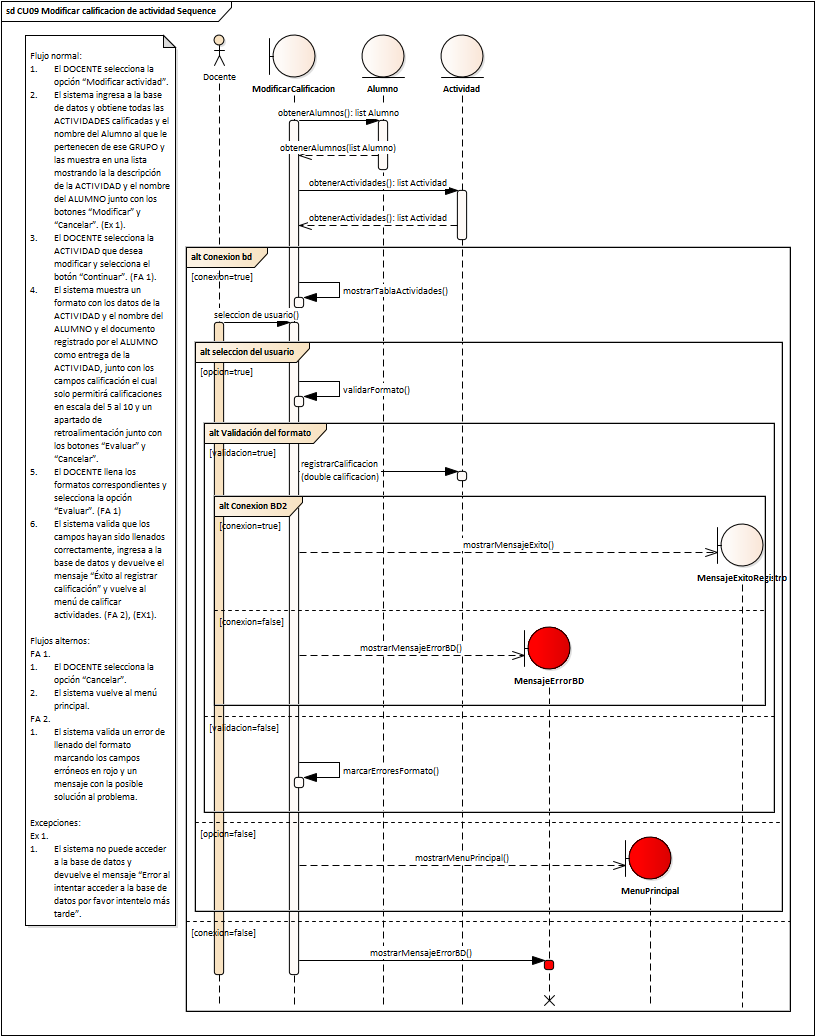 sd CU09 Modificar calificacion de actividad Sequence
Flujo normal:
1. El DOCENTE selecciona la
opción “Modificar actividad”.
2. El sistema ingresa a la base
de datos y obtiene todas las
ACTIVIDADES calificadas y el
nombre del Alumno al que le
pertenecen de ese GRUPO y
las muestra en una lista
mostrando la la descripción
de la ACTIVIDAD y el nombre
del ALUMNO junto con los
botones “Modificar” y
“Cancelar”. (Ex 1).
3. El DOCENTE selecciona la
ACTIVIDAD que desea
modificar y selecciona el
botón “Continuar”. (FA 1).
4. El sistema muestra un
formato con los datos de la
ACTIVIDAD y el nombre del
ALUMNO y el documento
registrado por el ALUMNO
como entrega de la
ACTIVIDAD, junto con los
campos calificación el cual
solo permitirá calificaciones
en escala del 5 al 10 y un
apartado de
retroalimentación junto con
los botones “Evaluar” y
“Cancelar”.
5. El DOCENTE llena los
formatos correspondientes y
selecciona la opción
“Evaluar”. (FA 1)
6. El sistema valida que los
campos hayan sido llenados
correctamente, ingresa a la
base de datos y devuelve el
mensaje “Éxito al registrar
calificación” y vuelve al
menú de calificar
actividades. (FA 2), (EX1).
Flujos alternos:
FA 1.
1. El DOCENTE selecciona la
opción “Cancelar”.
2. El sistema vuelve al menú
principal.
FA 2.
1. El sistema valida un error de
llenado del formato
marcando los campos
erróneos en rojo y un
mensaje con la posible
solución al problema.
Excepciones:
Ex 1.
1. El sistema no puede acceder
a la base de datos y
devuelve el mensaje “Error al
intentar acceder a la base de
datos por favor intentelo más
tarde”.
Docente
ModificarCalificacion
Alumno
Actividad
obtenerAlumnos(): list Alumno
obtenerAlumnos(list Alumno)
obtenerActividades(): list Actividad
obtenerActividades(): list Actividad
alt Conexion bd
[conexion=true]
mostrarTablaActividades()
seleccion de usuario()
alt seleccion del usuario
[opcion=true]
validarFormato()
alt Validación del formato
[validacion=true]
registrarCalificacion
(double calificacion)
alt Conexion BD2
[conexion=true]
mostrarMensajeExito()
MensajeExitoRegistro
[conexion=false]
mostrarMensajeErrorBD()
MensajeErrorBD
[validacion=false]
marcarErroresFormato()
[opcion=false]
mostrarMenuPrincipal()
MenuPrincipal
[conexion=false]
mostrarMensajeErrorBD()